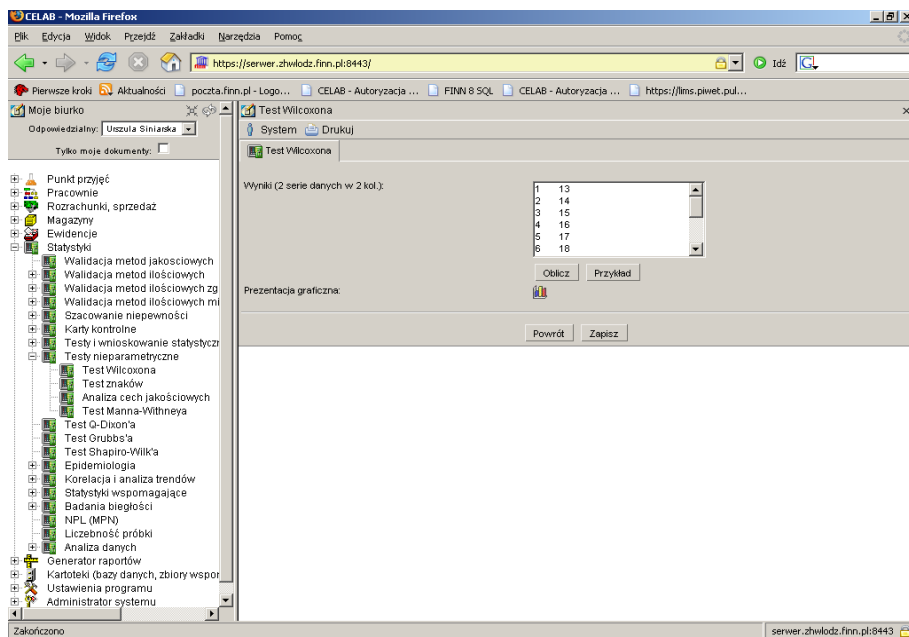 CELAB - Mozilla Firefox
Plik Edycja Widok Przejdź Zakładki Narzędzia Pomoc
https://serwer.zhwlodz.finn.pl:8443/ Idź
Pierwsze kroki Aktualności poczta.finn.pl - Logo... CELAB - Autoryzacja ... FINN 8 SQL CELAB - Autoryzacja ... https://lims.piwet.pul...
Moje biurko
Odpowiedzialny: Urszula Siniarska
Tylko moje dokumenty:
Punkt przyjęć
Pracownie
Rozrachunki, sprzedaż
Magazyny
Ewidencje
Statystyki
Walidacja metod jakosciowych
Walidacja metod ilościowych
Walidacja metod ilościowych zg
Walidacja metod ilościowych mi
Szacowanie niepewności
Karty kontrolne
Testy i wnioskowanie statystyczr
Testy nieparametryczne
Test Wilcoxona
Test znaków
Analiza cech jakościowych
Test Manna-Withneya
Test Q-Dixon'a
Test Grubbs'a
Test Shapiro-Wilk'a
Epidemiologia
Korelacja i analiza trendów
Statystyki wspomagające
Badania biegłości
NPL (MPN)
Liczebność próbki
Analiza danych
Generator raportów
Kartoteki (bazy danych, zbiory wspor
Ustawienia programu
Administrator systemu
Test Wilcoxona
System Drukuj
Test Wilcoxona
Wyniki (2 serie danych w 2 kol.):
1 13
2 14
3 15
4 16
5 17
6 18
Oblicz Przykład
Prezentacja graficzna:
Powrót Zapisz
Zakończono serwer.zhwlodz.finn.pl:8443